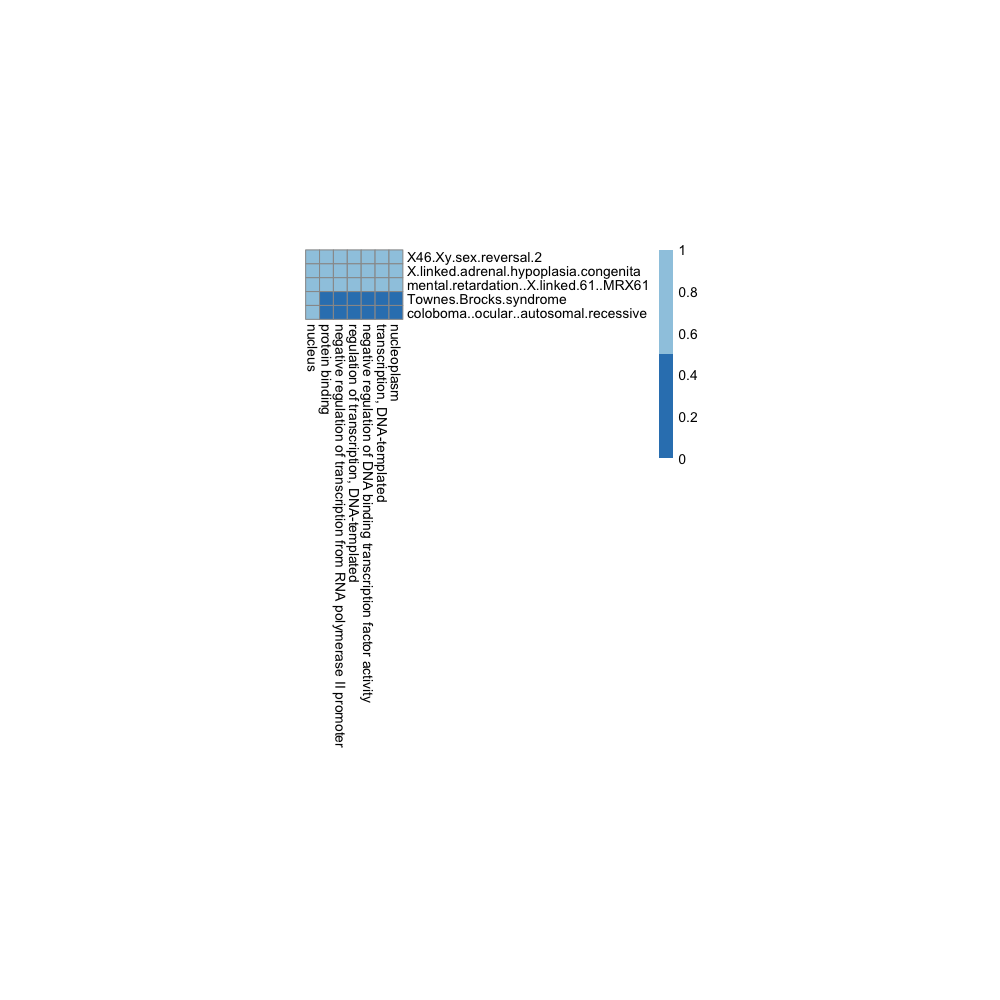 X46.Xy.sex.reversal.2
X.linked.adrenal.hypoplasia.congenita
mental.retardation..X.linked.61..MRX61
Townes.Brocks.syndrome
coloboma..ocular..autosomal.recessive
1
0.8
0.6
0.4
0.2
0
nucleus
protein binding
negative regulation of transcription from RNA polymerase II promoter
regulation of transcription, DNA-templated
negative regulation of DNA binding transcription factor activity
transcription, DNA-templated
nucleoplasm